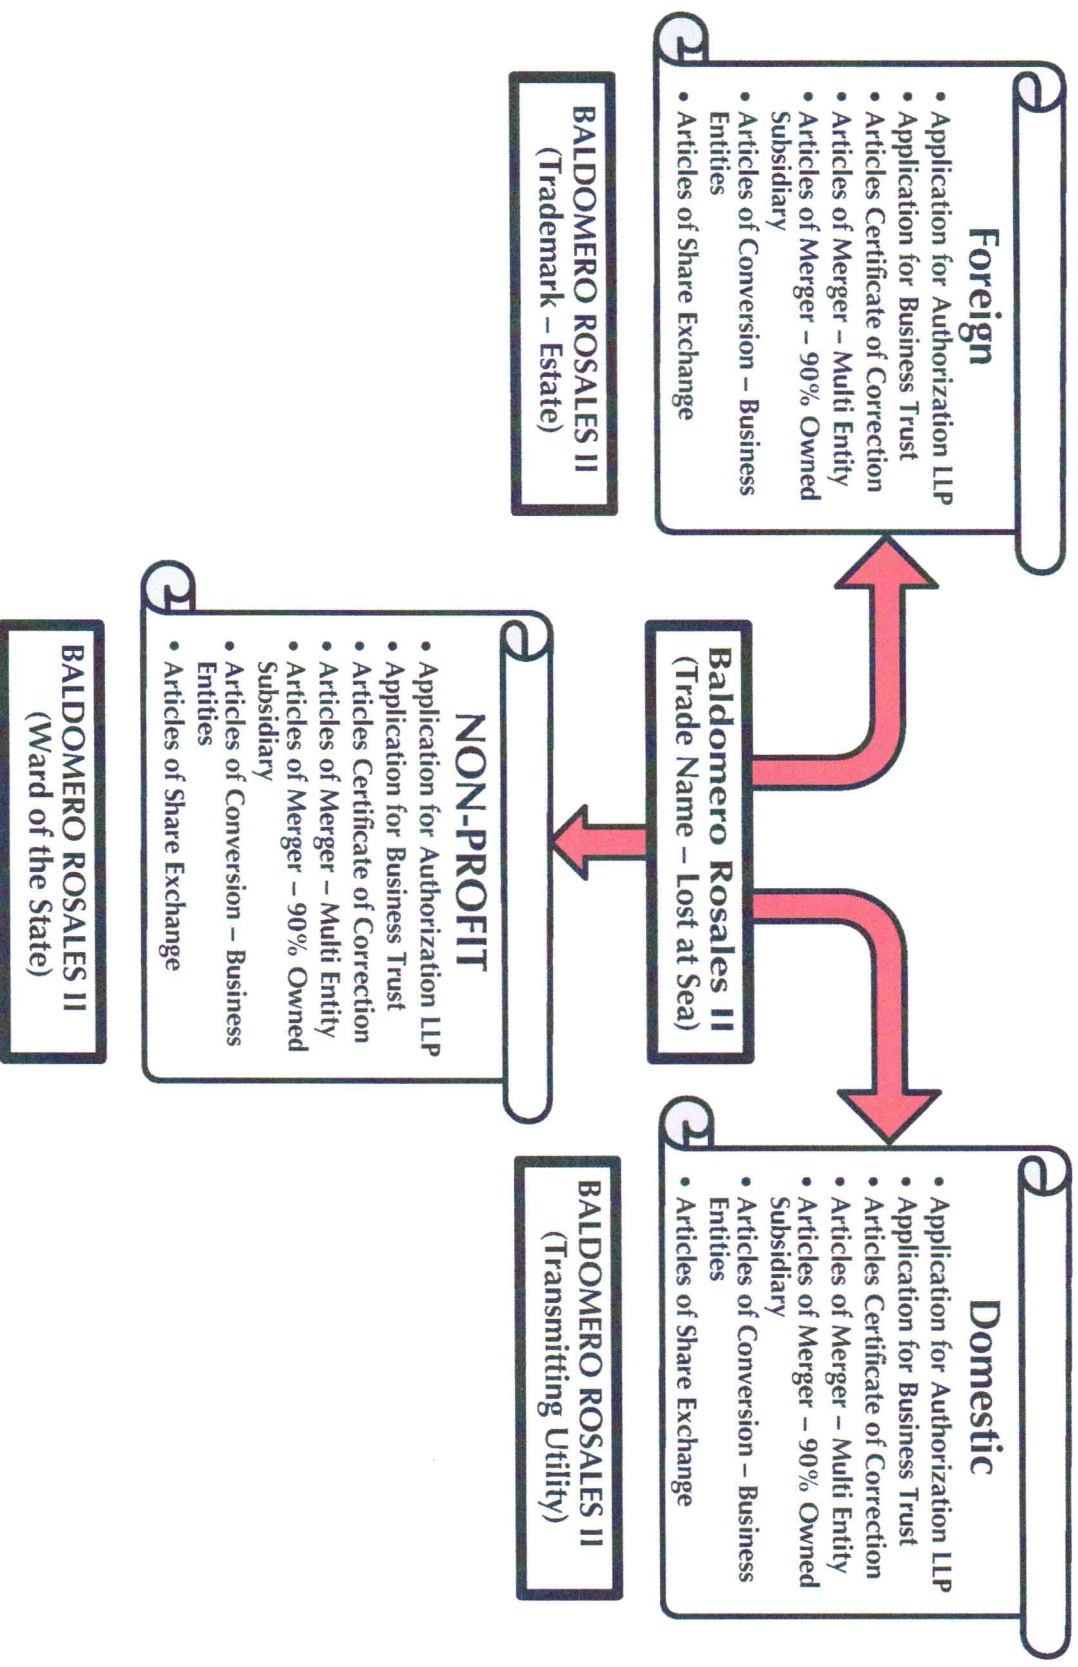 Foreign
• Application for Authorization LLP
• Application for Business Trust
• Articles Certificate of Correction
• Articles of Merger – Multi Entity
• Articles of Merger – 90% Owned
Subsidiary
• Articles of Conversion – Business
Entities
• Articles of Share Exchange
BALDOMERO ROSALES II
(Trademark – Estate)
Baldomero Rosales II
(Trade Name – Lost at Sea)
NON-PROFIT
• Application for Authorization LLP
• Application for Business Trust
• Articles Certificate of Correction
• Articles of Merger – Multi Entity
• Articles of Merger – 90% Owned
Subsidiary
• Articles of Conversion – Business
Entities
• Articles of Share Exchange
BALDOMERO ROSALES II
(Ward of the State)
Domestic
• Application for Authorization LLP
• Application for Business Trust
• Articles Certificate of Correction
• Articles of Merger – Multi Entity
• Articles of Merger – 90% Owned
Subsidiary
• Articles of Conversion – Business
Entities
• Articles of Share Exchange
BALDOMERO ROSALES II
(Transmitting Utility)